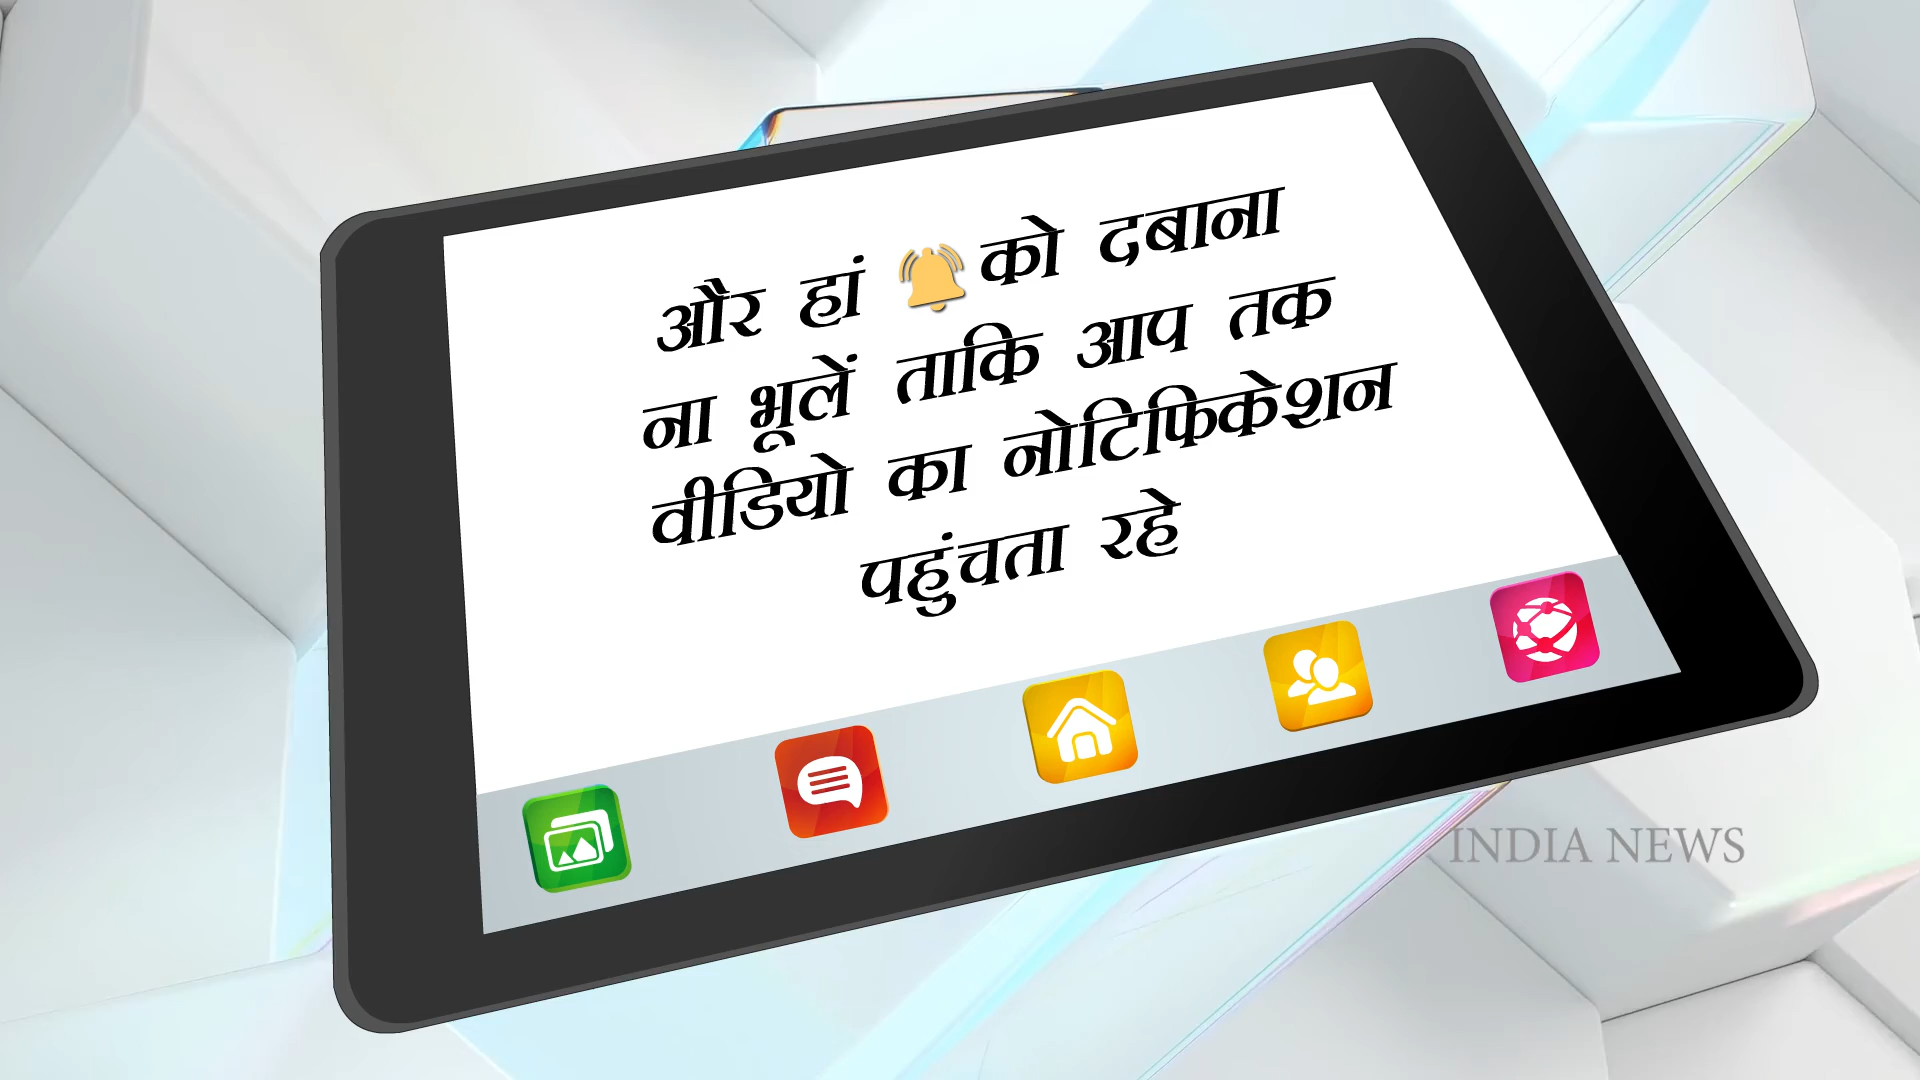 और हां 🔔 को दबाना
ना भूलें ताकि आप तक
वीडियो का नोटिफिकेशन
पहुंचता रहे
INDIA NEWS